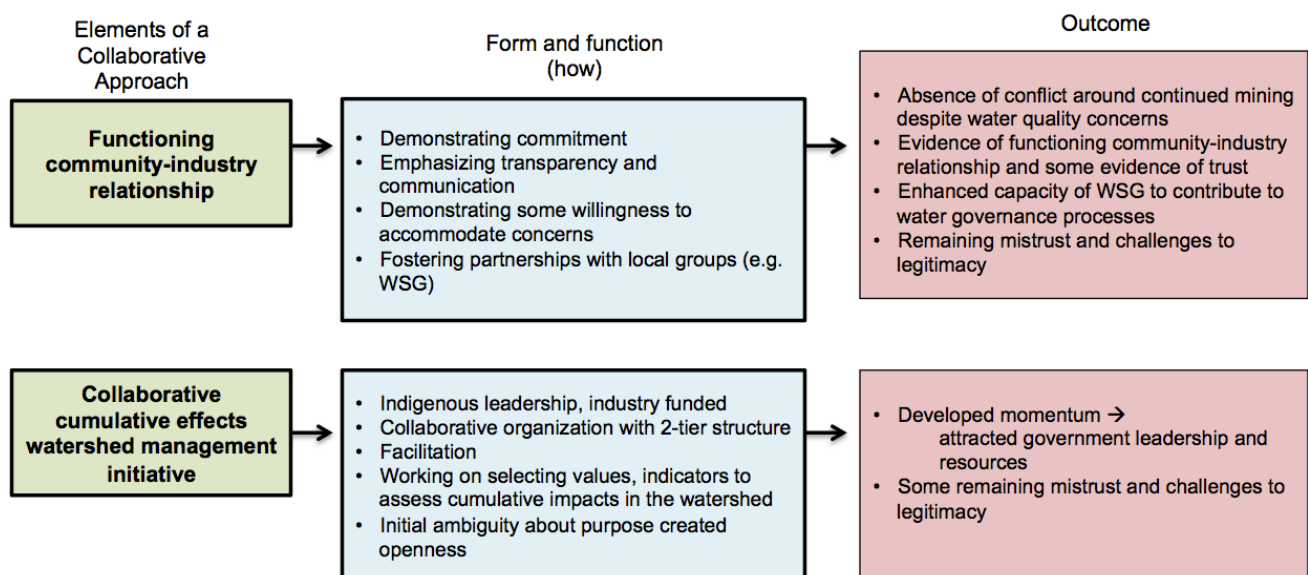 Elements of a
Collaborative
Approach
Form and function
(how)
Outcome
Functioning
community-industry
relationship
• Demonstrating commitment
• Emphasizing transparency and
communication
• Demonstrating some willingness to
accommodate concerns
• Fostering partnerships with local groups (e.g.
WSG)
• Absence of conflict around continued mining
despite water quality concerns
• Evidence of functioning community-industry
relationship and some evidence of trust
• Enhanced capacity of WSG to contribute to
water governance processes
• Remaining mistrust and challenges to
legitimacy
Collaborative
cumulative effects
watershed management
initiative
• Indigenous leadership, industry funded
• Collaborative organization with 2-tier structure
• Facilitation
• Working on selecting values, indicators to
assess cumulative impacts in the watershed
• Initial ambiguity about purpose created
openness
• Developed momentum →
attracted government leadership and
resources
• Some remaining mistrust and challenges to
legitimacy